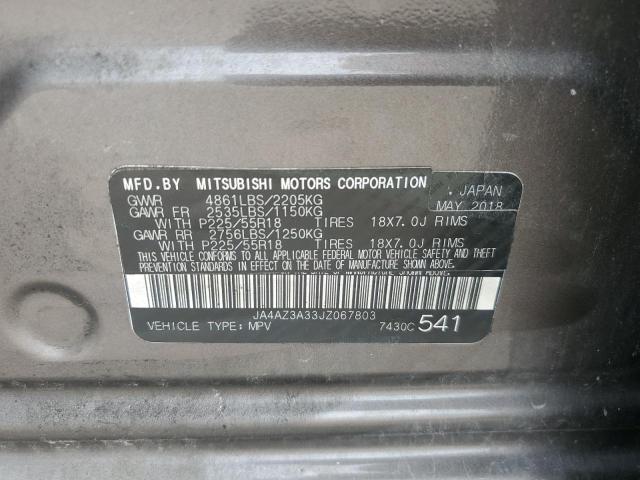 MFD.BY MITSUBISHI MOTORS CORPORATION , JAPAN
GVWR 4861LBS/2205KG MAY 2018
GAWR FR 2535LBS/1150KG
WITH P225/55R18 TIRES 18X7.0J RIMS
GAWR RR 2756LBS/1250KG
WITH P225/55R18 TIRES 18X7.0J RIMS
THIS VEHICLE CONFORMS TO ALL APPLICABLE FEDERAL MOTOR VEHICLE SAFETY AND THEFT
PREVENTION STANDARDS IN EFFECT ON THE DATE OF MANUFACTURE SHOWN ABOVE.
JA4AZ3A33JZ067803
VEHICLE TYPE:MPV 7430C 541